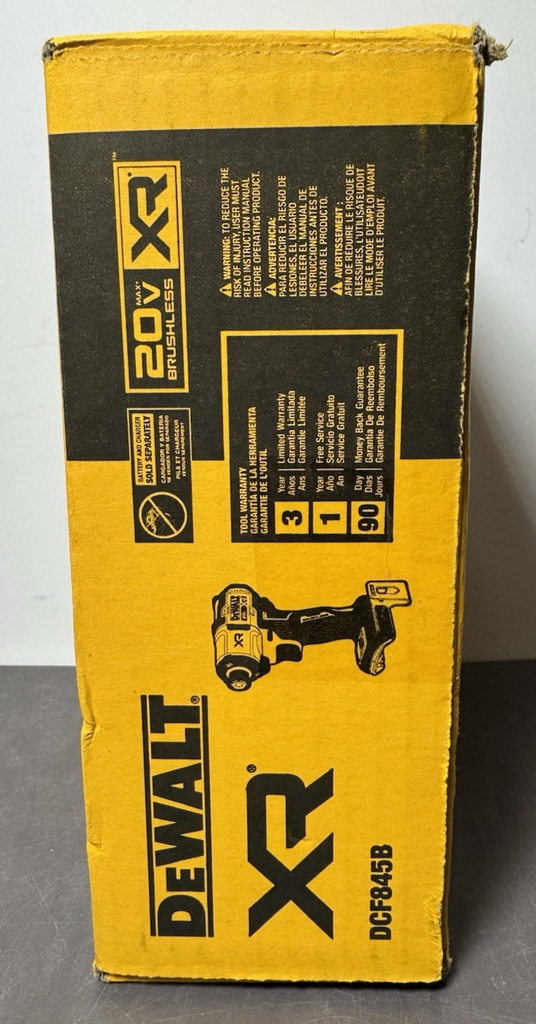 DEWALT®
XR®
DCF845B
BATTERY AND CHARGER
SOLD SEPARATELY
CARGADOR Y BATERÍA
SE VENDEN POR SEPARADO
PILE ET CHARGEUR
VENDUS SÉPARÉMENT
20V MAX*
BRUSHLESS
XR™
TOOL WARRANTY
GARANTÍA DE LA HERRAMIENTA
GARANTIE DE L'OUTIL
3 Year Limited Warranty
Años Garantía Limitada
Ans Garantie Limitée
1 Year Free Service
Año Servicio Gratuito
An Service Gratuit
90 Day Money Back Guarantee
Días Garantía De Reembolso
Jours Garantie De Remboursement
WARNING: TO REDUCE THE
RISK OF INJURY, USER MUST
READ INSTRUCTION MANUAL
BEFORE OPERATING PRODUCT.
ADVERTENCIA:
PARA REDUCIR EL RIESGO DE
LESIONES, EL USUARIO
DEBELEER EL MANUAL DE
INSTRUCCIONES ANTES DE
UTILIZAR EL PRODUCTO.
AVERTISSEMENT :
AFIN DE RÉDUIRE LE RISQUE DE
BLESSURES, L'UTILISATEUDOIT
LIRE LE MODE D'EMPLOI AVANT
D'UTILISER LE PRODUIT.
DEWALT
XR